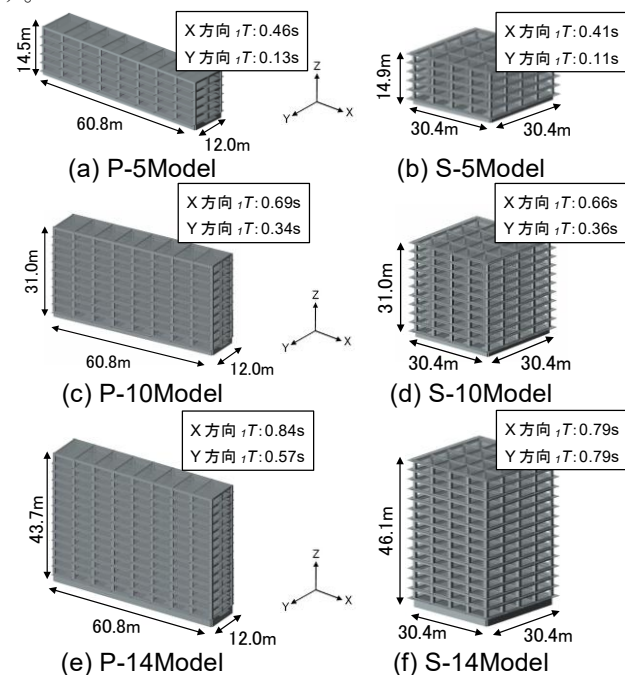 X 方向 ₁T:0.46s
Y 方向 ₁T:0.13s
14.5m
60.8m
12.0m
Z
Y
X
(a) P-5Model
X 方向 ₁T:0.41s
Y 方向 ₁T:0.11s
14.9m
30.4m
30.4m
(b) S-5Model
X 方向 ₁T:0.69s
Y 方向 ₁T:0.34s
31.0m
60.8m
12.0m
Z
Y
X
(c) P-10Model
X 方向 ₁T:0.66s
Y 方向 ₁T:0.36s
31.0m
30.4m
30.4m
(d) S-10Model
X 方向 ₁T:0.84s
Y 方向 ₁T:0.57s
43.7m
60.8m
12.0m
Z
Y
X
(e) P-14Model
X 方向 ₁T:0.79s
Y 方向 ₁T:0.79s
46.1m
30.4m
30.4m
(f) S-14Model